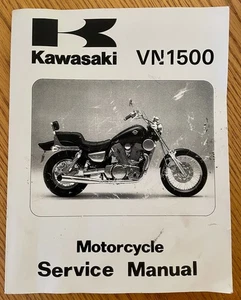 Kawasaki VN1500
Motorcycle
Service Manual